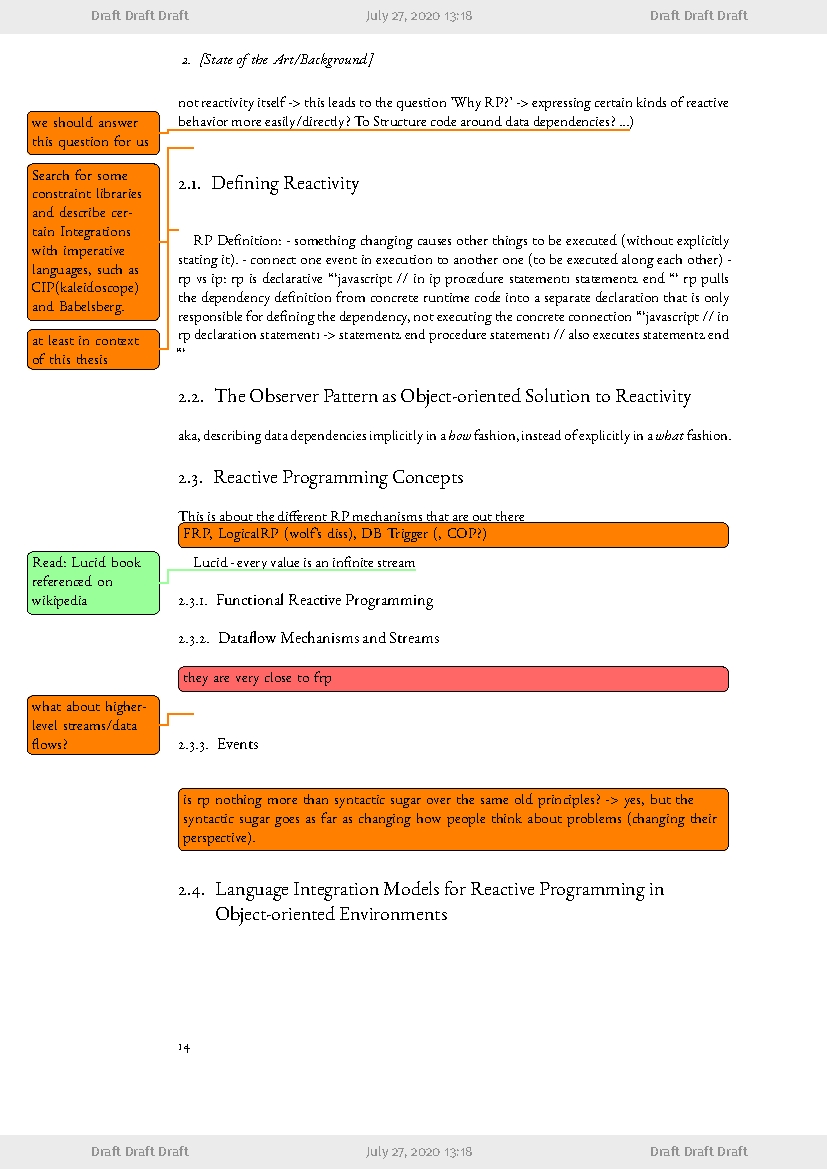 Draft Draft Draft July 27, 2020 13:18 Draft Draft Draft
2. [State of the Art/Background]
not reactivity itself -> this leads to the question 'Why RP?' -> expressing certain kinds of reactive
behavior more easily/directly? To Structure code around data dependencies? ...)
we should answer
this question for us
Search for some
constraint libraries
and describe cer-
tain Integrations
with imperative
languages, such as
CIP(kaleidoscope)
and Babelsberg.
at least in context
of this thesis
2.1. Defining Reactivity
RP Definition: - something changing causes other things to be executed (without explicitly
stating it). - connect one event in execution to another one (to be executed along each other) -
rp vs ip: rp is declarative “‘javascript // in ip procedure statement1 statement2 end “‘ rp pulls
the dependency definition from concrete runtime code into a separate declaration that is only
responsible for defining the dependency, not executing the concrete connection “‘javascript // in
rp declaration statement1 -> statement2 end procedure statement1 // also executes statement2 end
“‘
2.2. The Observer Pattern as Object-oriented Solution to Reactivity
aka, describing data dependencies implicitly in a how fashion, instead of explicitly in a what fashion.
2.3. Reactive Programming Concepts
This is about the different RP mechanisms that are out there
FRP, LogicalRP (wolf's diss), DB Trigger (, COP?)
Lucid - every value is an infinite stream
Read: Lucid book
referenced on
wikipedia
2.3.1. Functional Reactive Programming
2.3.2. Dataflow Mechanisms and Streams
they are very close to frp
what about higher-
level streams/data
flows?
2.3.3. Events
is rp nothing more than syntactic sugar over the same old principles? -> yes, but the
syntactic sugar goes as far as changing how people think about problems (changing their
perspective).
2.4. Language Integration Models for Reactive Programming in
Object-oriented Environments
14
Draft Draft Draft July 27, 2020 13:18 Draft Draft Draft